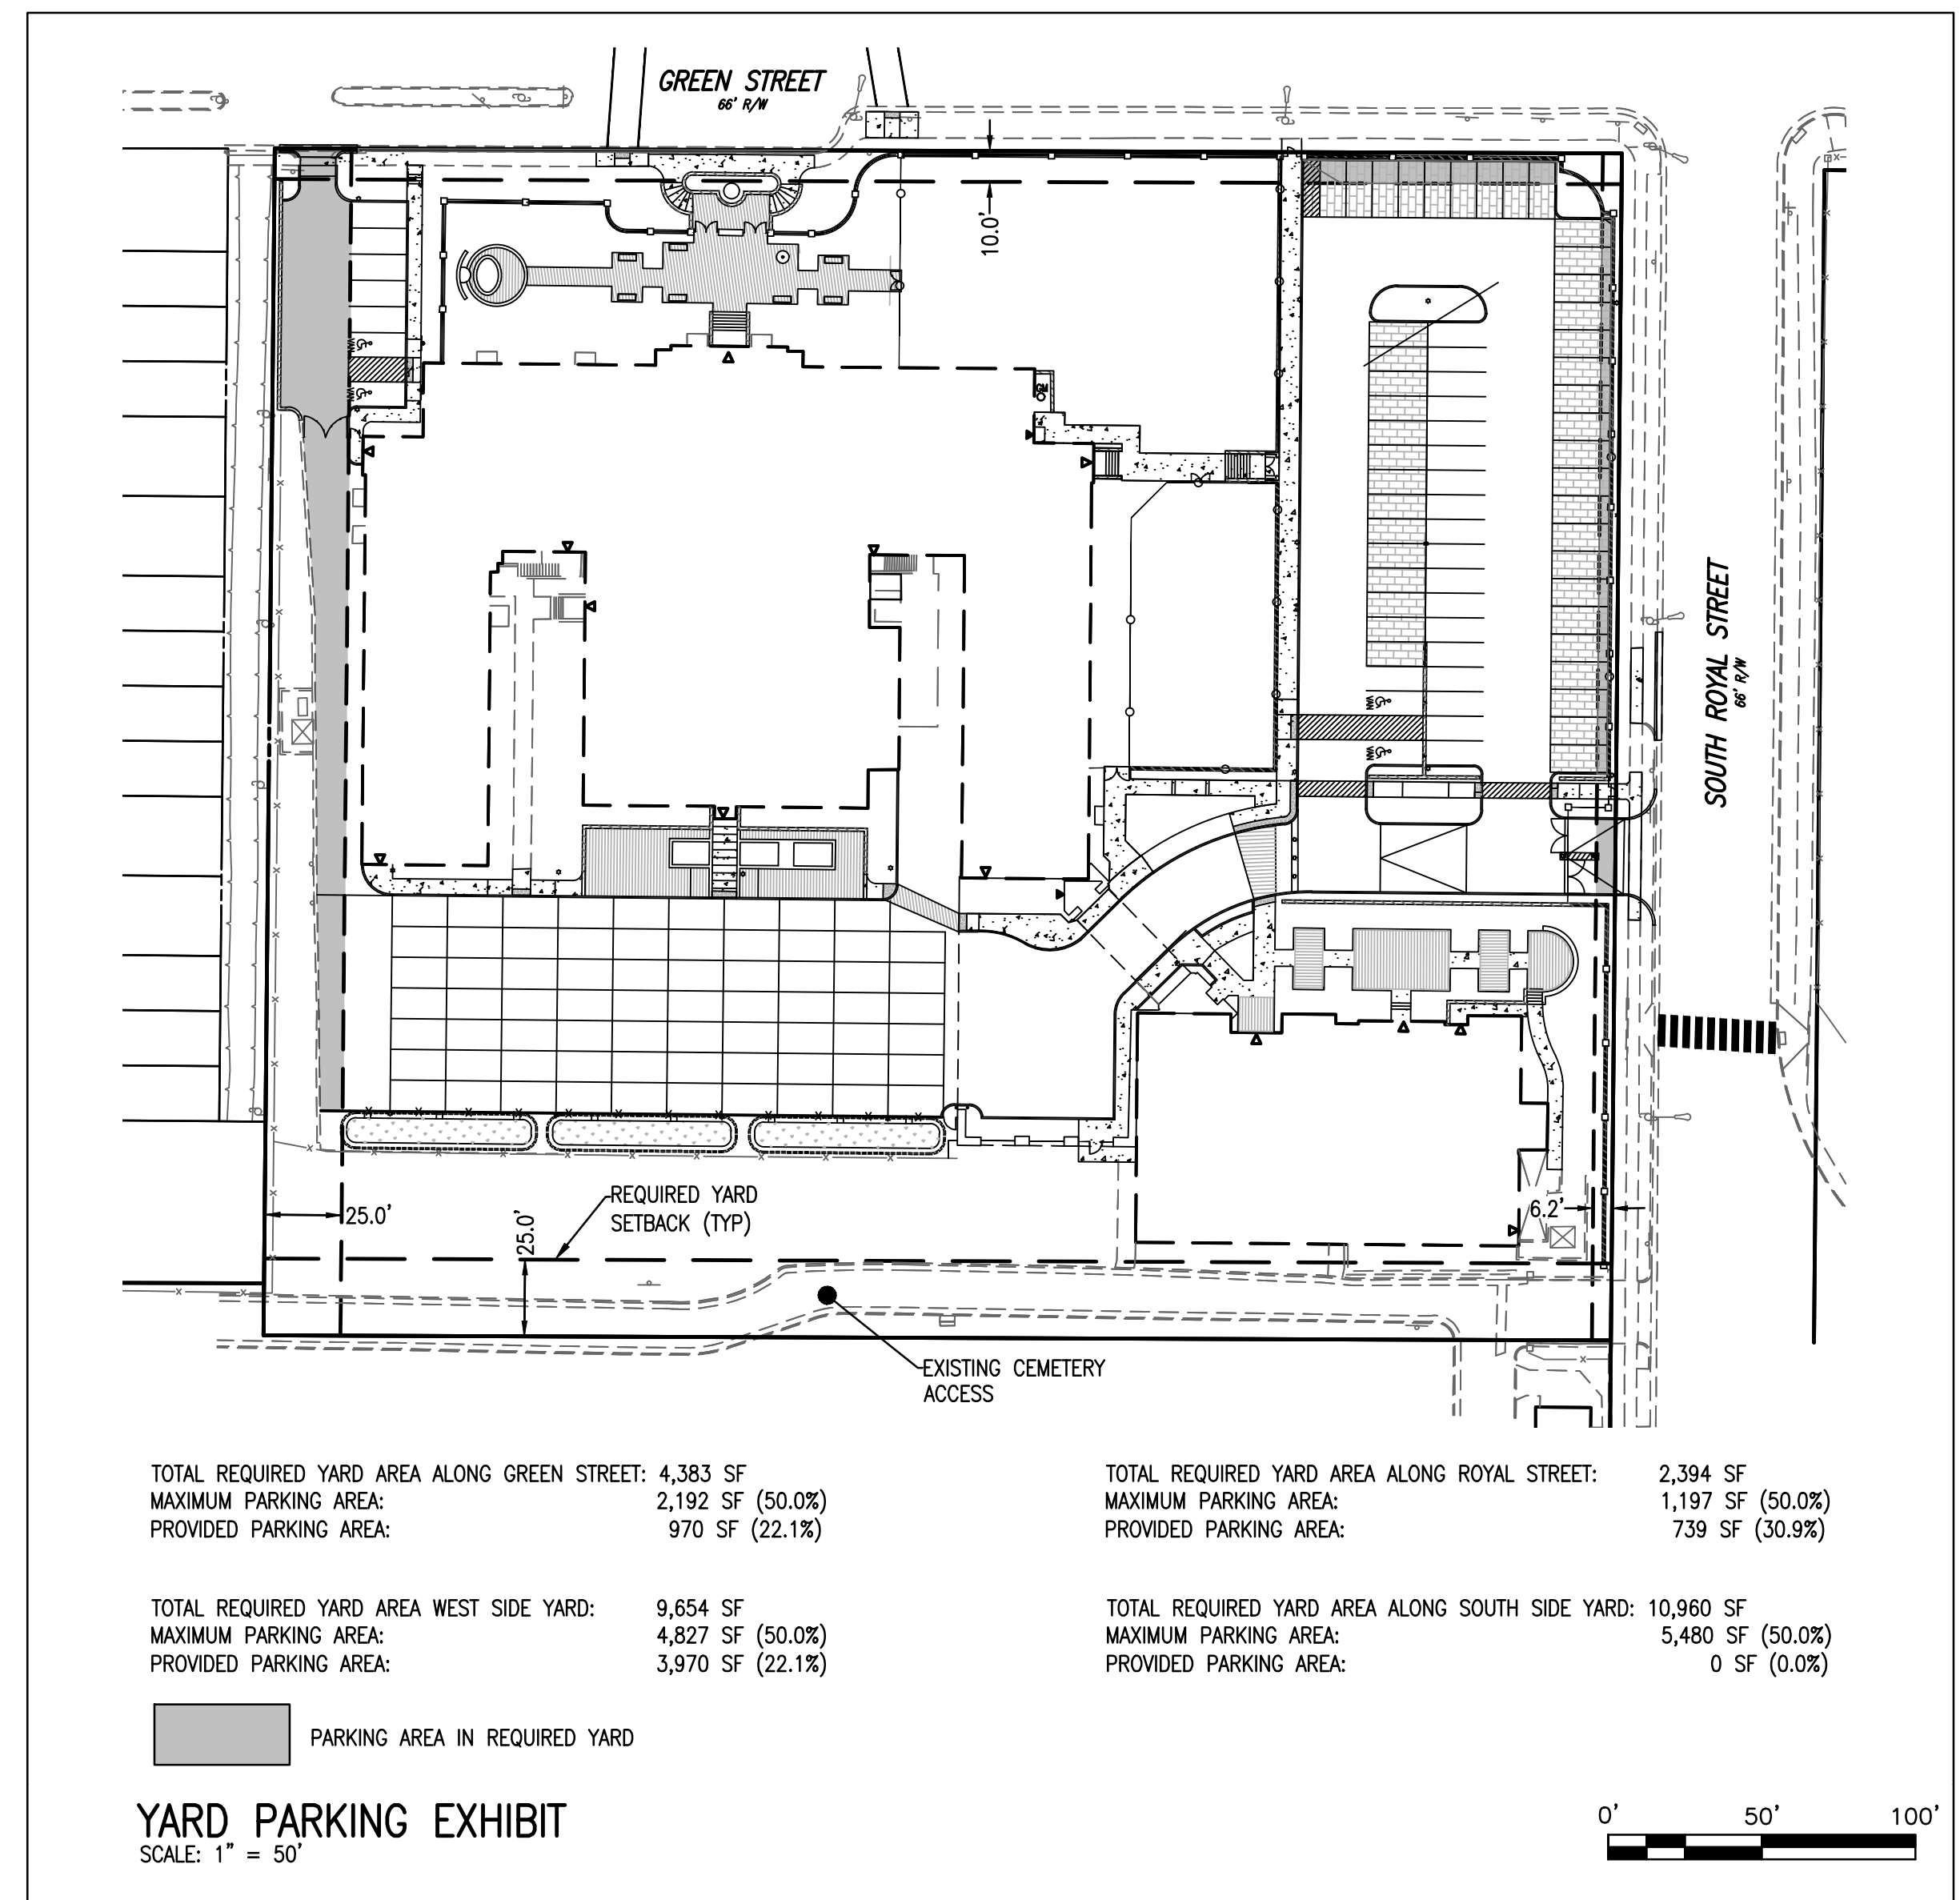 GREEN STREET
66' R/W
10.0'
VAN
VAN
GM
SOUTH ROYAL STREET
66' R/W
VAN
VAN
REQUIRED YARD
SETBACK (TYP)
25.0'
25.0'
6.2'
EXISTING CEMETERY
ACCESS
TOTAL REQUIRED YARD AREA ALONG GREEN STREET: 4,383 SF
MAXIMUM PARKING AREA: 2,192 SF (50.0%)
PROVIDED PARKING AREA: 970 SF (22.1%)
TOTAL REQUIRED YARD AREA ALONG ROYAL STREET: 2,394 SF
MAXIMUM PARKING AREA: 1,197 SF (50.0%)
PROVIDED PARKING AREA: 739 SF (30.9%)
TOTAL REQUIRED YARD AREA WEST SIDE YARD: 9,654 SF
MAXIMUM PARKING AREA: 4,827 SF (50.0%)
PROVIDED PARKING AREA: 3,970 SF (22.1%)
TOTAL REQUIRED YARD AREA ALONG SOUTH SIDE YARD: 10,960 SF
MAXIMUM PARKING AREA: 5,480 SF (50.0%)
PROVIDED PARKING AREA: 0 SF (0.0%)
PARKING AREA IN REQUIRED YARD
YARD PARKING EXHIBIT
SCALE: 1" = 50'
0' 50' 100'